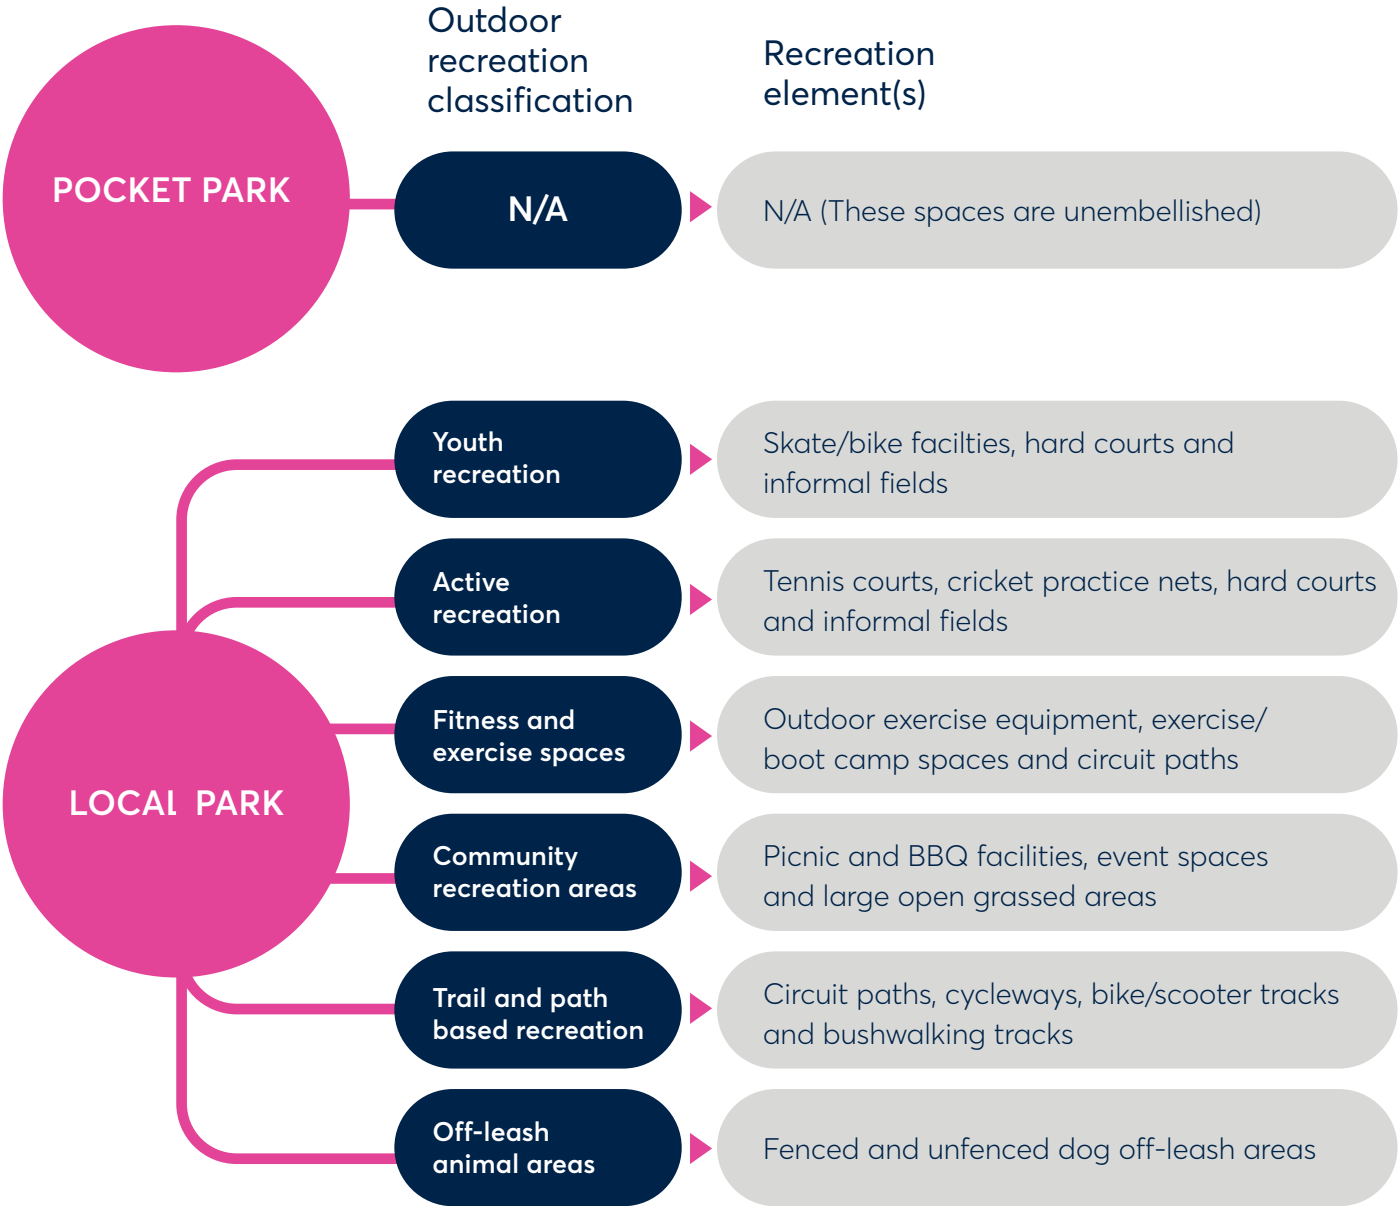 Outdoor
recreation
classification
Recreation
element(s)
POCKET PARK
N/A
N/A (These spaces are unembellished)
LOCAL PARK
Youth
recreation
Skate/bike facilties, hard courts and
informal fields
Active
recreation
Tennis courts, cricket practice nets, hard courts
and informal fields
Fitness and
exercise spaces
Outdoor exercise equipment, exercise/
boot camp spaces and circuit paths
Community
recreation areas
Picnic and BBQ facilities, event spaces
and large open grassed areas
Trail and path
based recreation
Circuit paths, cycleways, bike/scooter tracks
and bushwalking tracks
Off-leash
animal areas
Fenced and unfenced dog off-leash areas